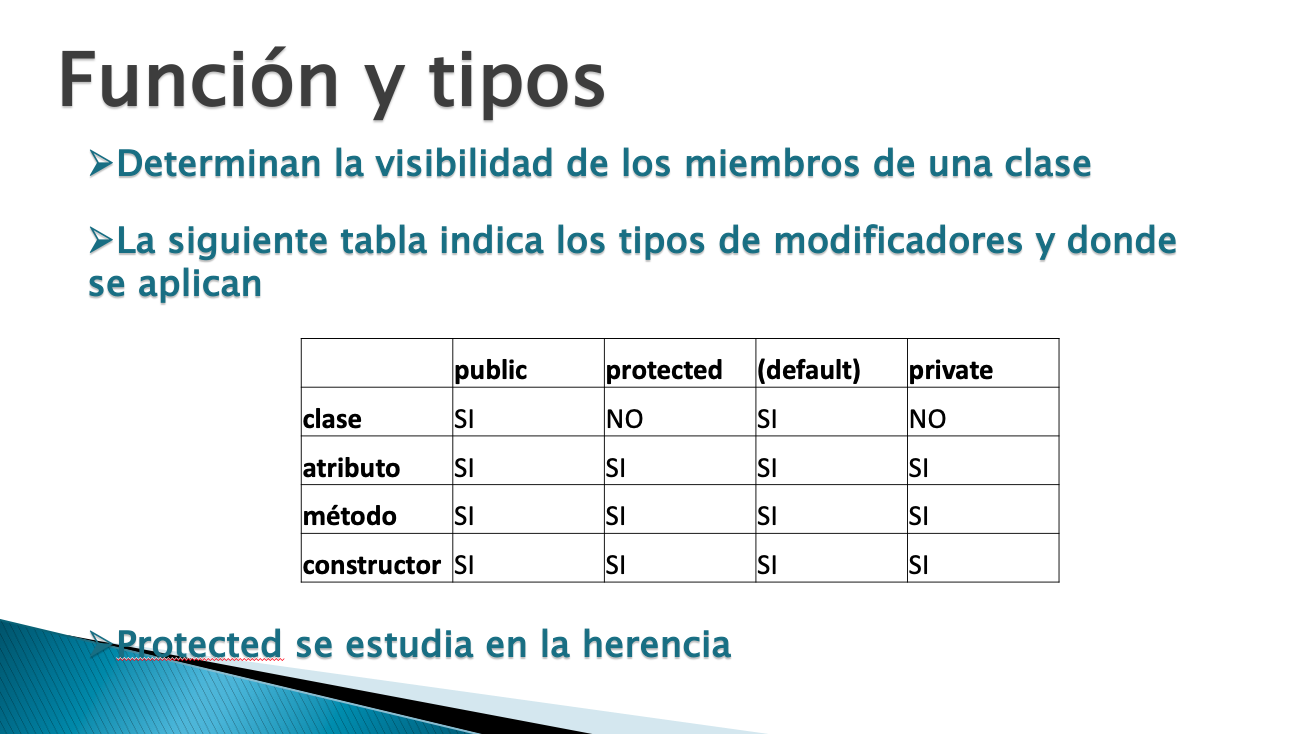 Función y tipos
Determinan la visibilidad de los miembros de una clase
La siguiente tabla indica los tipos de modificadores y donde
se aplican
public protected (default) private
clase SI NO SI NO
atributo SI SI SI SI
método SI SI SI SI
constructor SI SI SI SI
Protected se estudia en la herencia